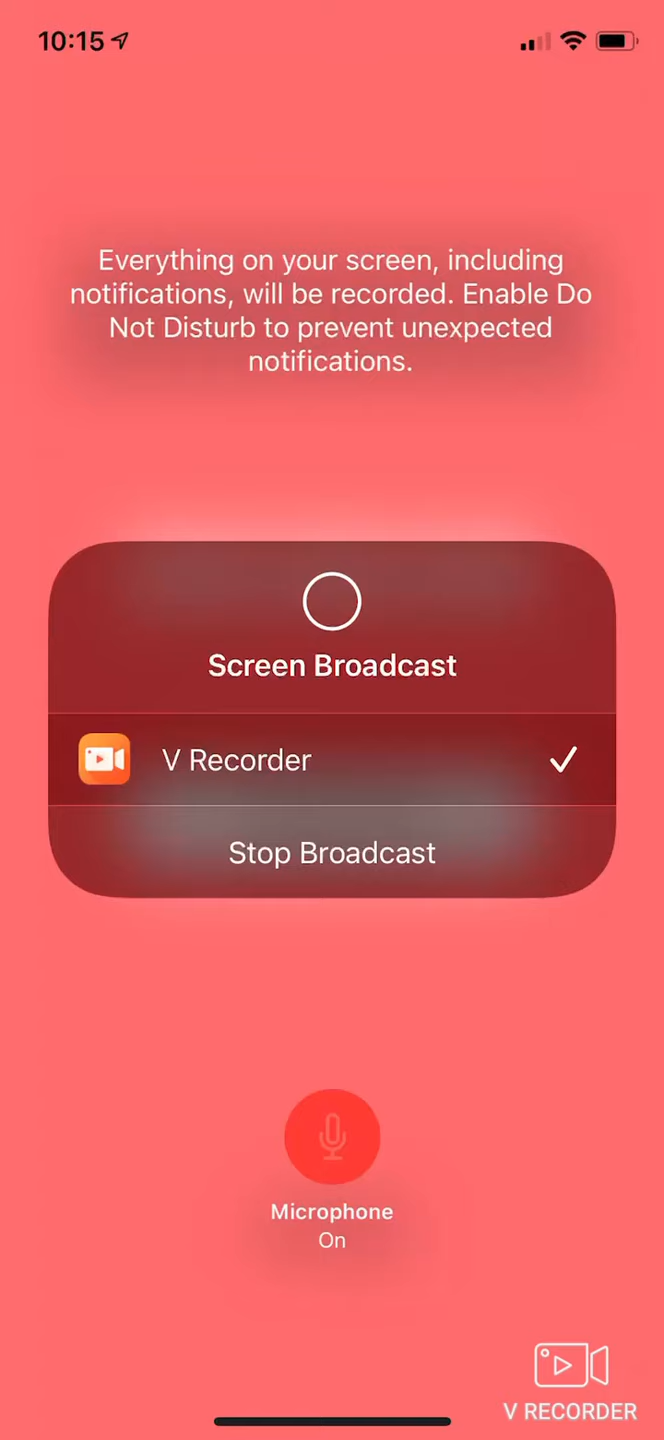 10:15
Everything on your screen, including
notifications, will be recorded. Enable Do
Not Disturb to prevent unexpected
notifications.
Screen Broadcast
V Recorder
Stop Broadcast
Microphone
On
V RECORDER